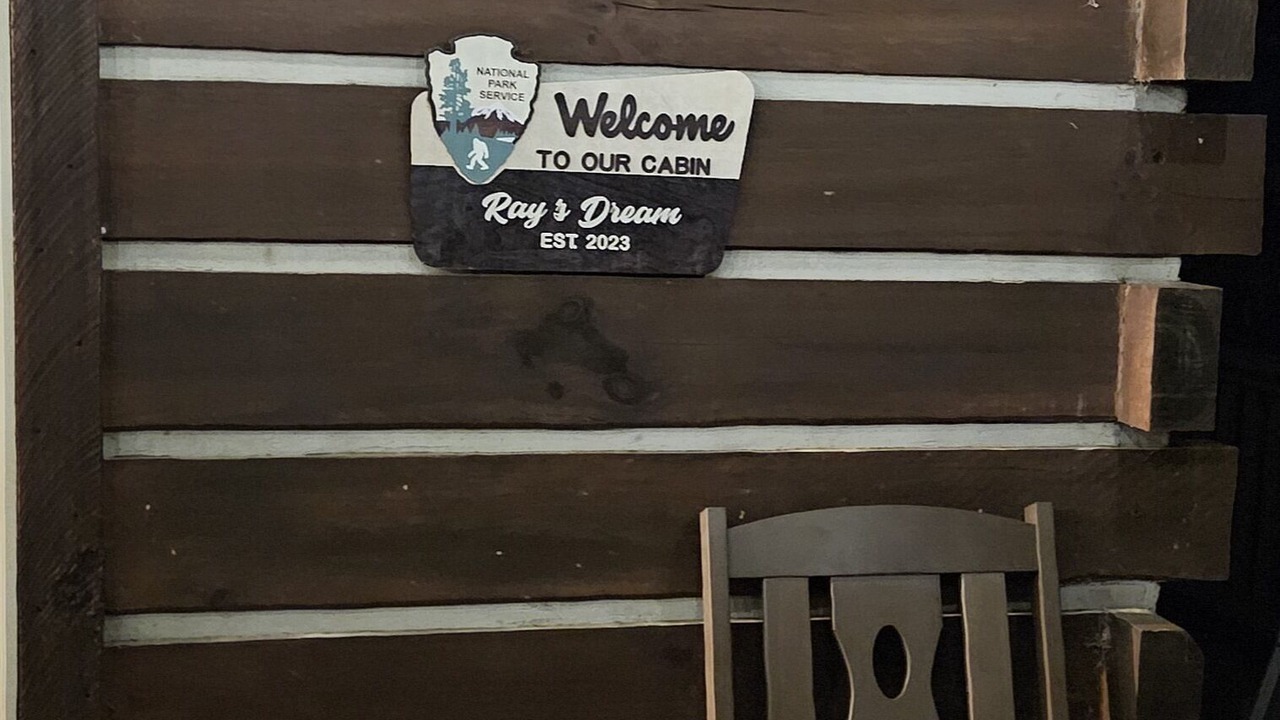 NATIONAL
PARK
SERVICE
Welcome
TO OUR CABIN
Ray's Dream
EST. 2023